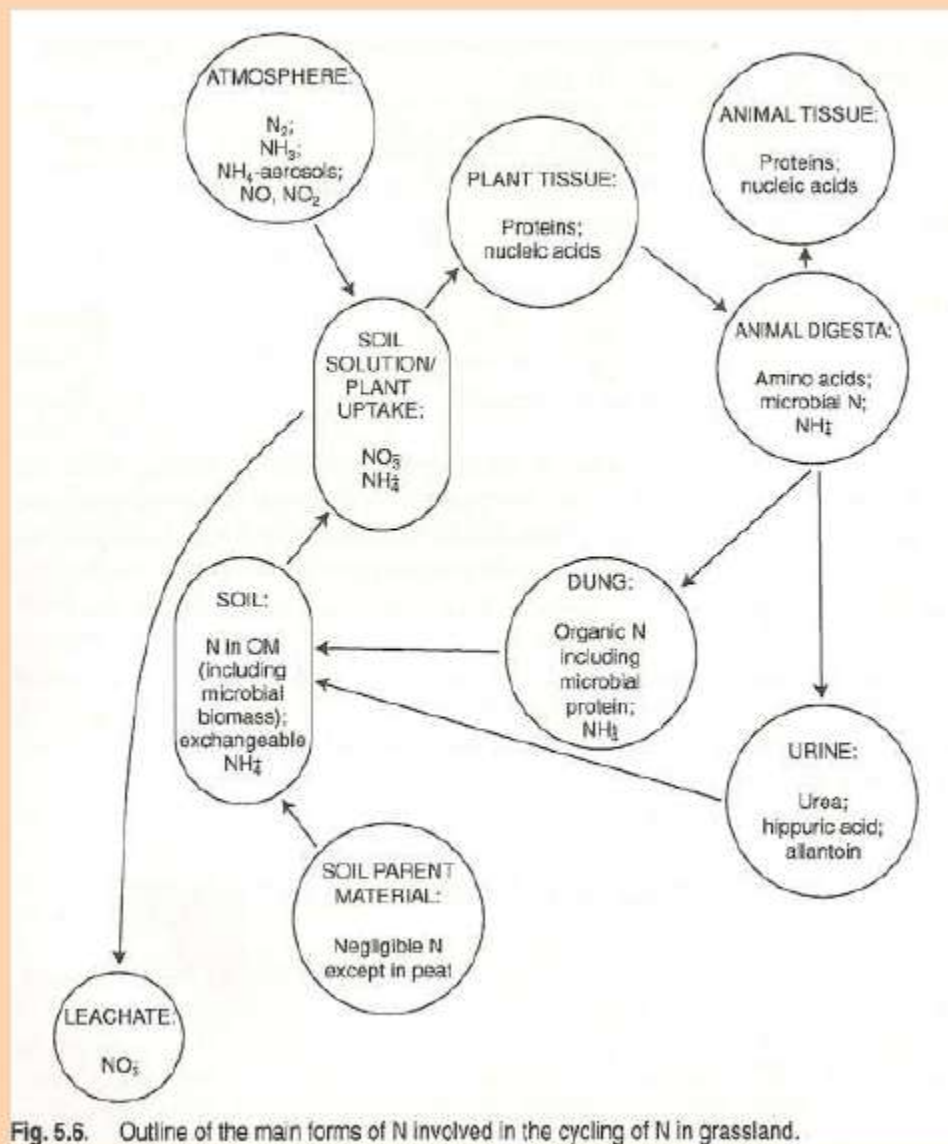 ATMOSPHERE:
N₂;
NH₃;
NH₄-aerosols;
NO, NO₂
ANIMAL TISSUE:
Proteins;
nucleic acids
PLANT TISSUE:
Proteins;
nucleic acids
SOIL
SOLUTION/
PLANT
UPTAKE:
NO₃⁻
NH₄⁺
ANIMAL DIGESTA:
Amino acids;
microbial N;
NH₄⁺
SOIL:
N in OM
(including
microbial
biomass);
exchangeable
NH₄⁺
DUNG:
Organic N
including
microbial
protein;
NH₄⁺
URINE:
Urea;
hippuric acid;
allantoin
SOIL PARENT
MATERIAL:
Negligible N
except in peat
LEACHATE:
NO₃⁻
Fig. 5.6. Outline of the main forms of N involved in the cycling of N in grassland.